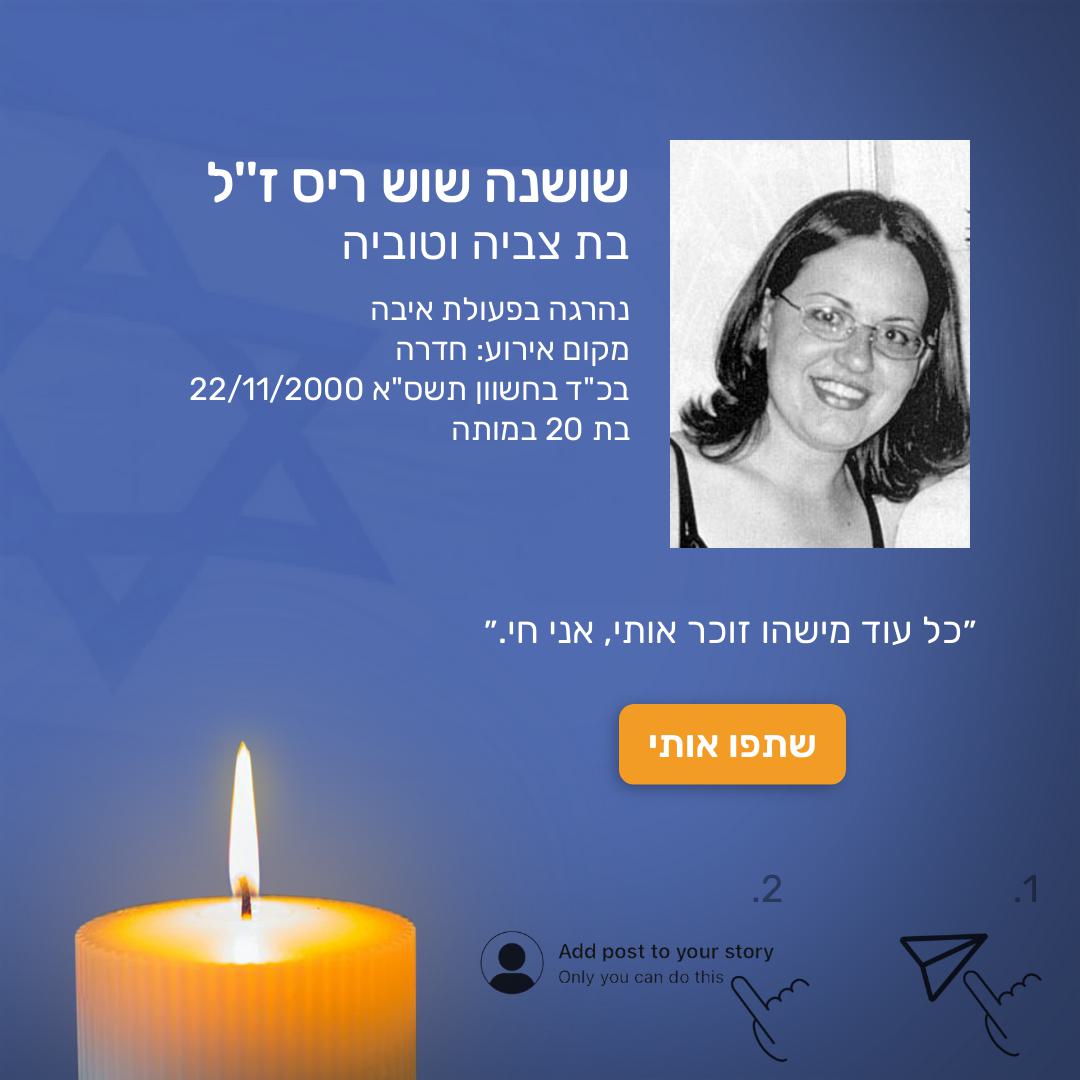 שושנה שוש ריס ז"ל
בת צביה וטוביה
נהרגה בפעולת איבה
מקום אירוע: חדרה
בכ"ד בחשוון תשס"א 22/11/2000
בת 20 במותה
״כל עוד מישהו זוכר אותי, אני חי.״
שתפו אותי
1.
2.
Add post to your story
Only you can do this